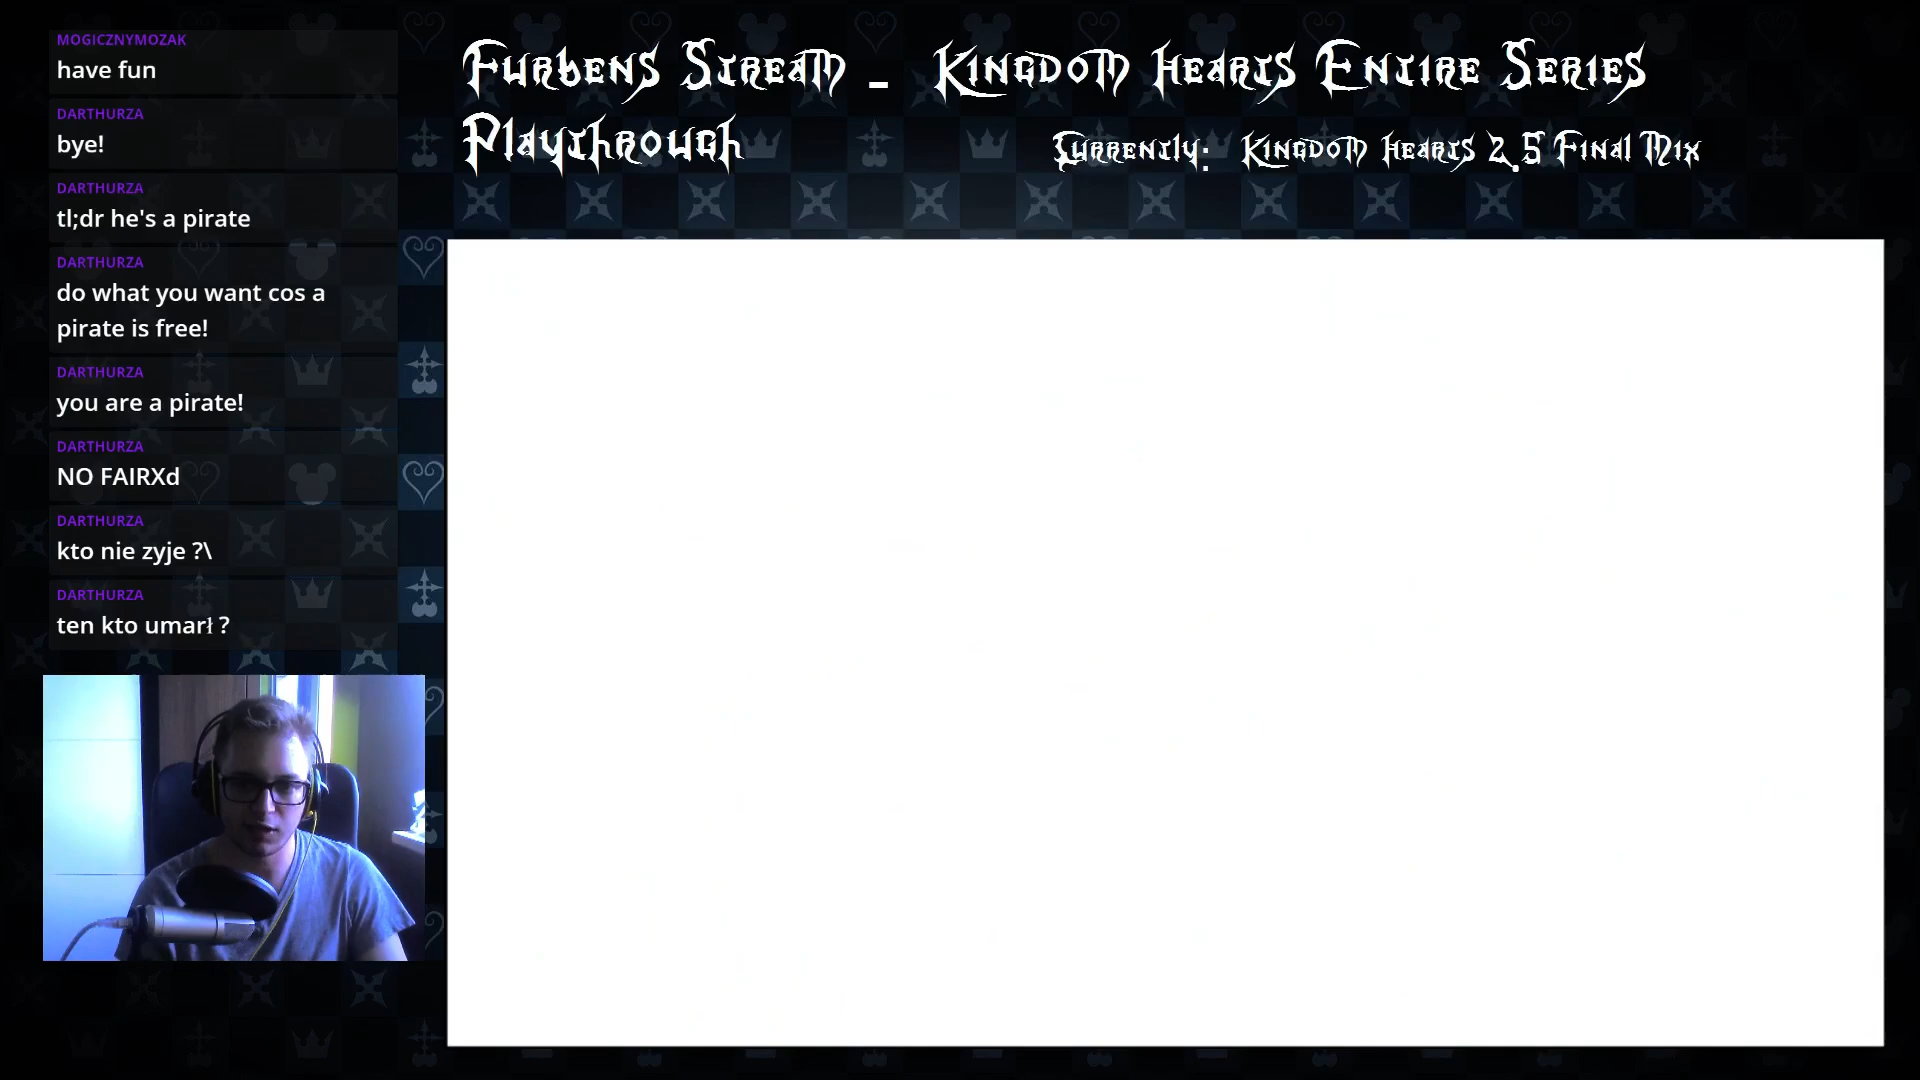 MOGICZNYMOZAK
have fun
DARTHURZA
bye!
DARTHURZA
tl;dr he's a pirate
DARTHURZA
do what you want cos a
pirate is free!
DARTHURZA
you are a pirate!
DARTHURZA
NO FAIRXd
DARTHURZA
kto nie zyje ?\
DARTHURZA
ten kto umarł ?
Furbens Stream - Kingdom Hearts Entire Series
Playthrough
Currently: Kingdom Hearts 2.5 Final Mix